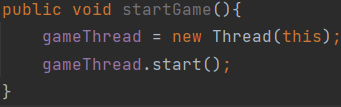 public void startGame(){
    gameThread = new Thread(this);
    gameThread.start();
}